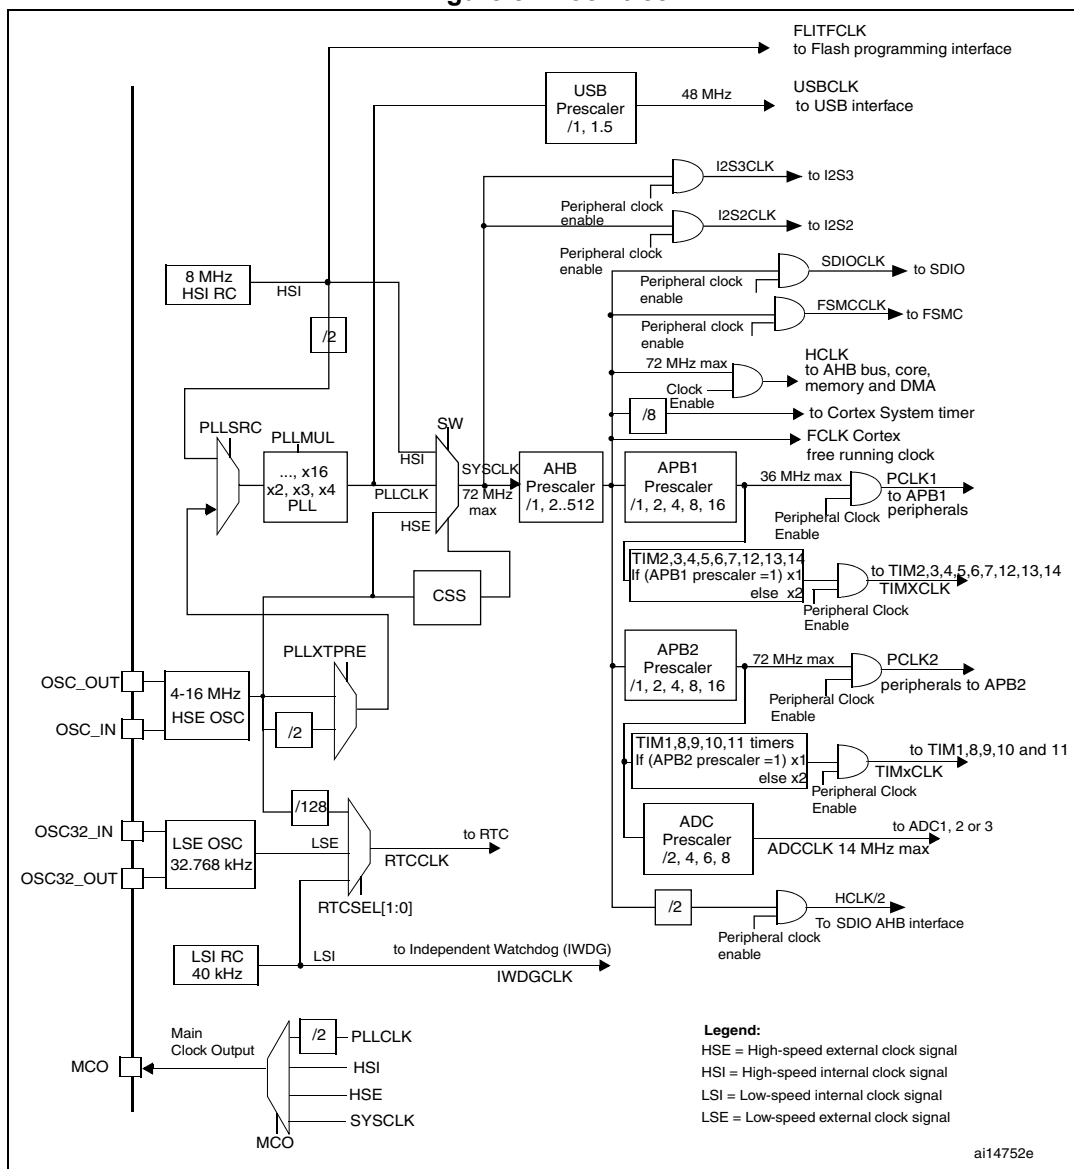 FLITFCLK
to Flash programming interface
USB
Prescaler
/1, 1.5
48 MHz
USBCLK
to USB interface
I2S3CLK
to I2S3
Peripheral clock
enable
I2S2CLK
to I2S2
Peripheral clock
enable
8 MHz
HSI RC
HSI
SDIOCLK
to SDIO
Peripheral clock
enable
FSMCCLK
to FSMC
Peripheral clock
enable
/2
72 MHz max
HCLK
to AHB bus, core,
memory and DMA
Clock
Enable
/8
to Cortex System timer
FCLK Cortex
free running clock
PLLSRC
PLLMUL
..., x16
x2, x3, x4
PLL
SW
HSI
PLLCLK
HSE
SYSCLK
72 MHz
max
AHB
Prescaler
/1, 2..512
APB1
Prescaler
/1, 2, 4, 8, 16
36 MHz max
PCLK1
to APB1
peripherals
Peripheral Clock
Enable
TIM2,3,4,5,6,7,12,13,14
If (APB1 prescaler =1) x1
else x2
to TIM2,3,4,5,6,7,12,13,14
TIMXCLK
Peripheral Clock
Enable
CSS
PLLXTPRE
OSC_OUT
OSC_IN
4-16 MHz
HSE OSC
/2
APB2
Prescaler
/1, 2, 4, 8, 16
72 MHz max
PCLK2
peripherals to APB2
Peripheral Clock
Enable
TIM1,8,9,10,11 timers
If (APB2 prescaler =1) x1
else x2
to TIM1,8,9,10 and 11
TIMxCLK
Peripheral Clock
Enable
/128
OSC32_IN
OSC32_OUT
LSE OSC
32.768 kHz
LSE
to RTC
RTCCLK
RTCSEL[1:0]
ADC
Prescaler
/2, 4, 6, 8
to ADC1, 2 or 3
ADCCLK 14 MHz max
/2
HCLK/2
To SDIO AHB interface
Peripheral clock
enable
LSI RC
40 kHz
LSI
to Independent Watchdog (IWDG)
IWDGCLK
MCO
Main
Clock Output
/2
PLLCLK
HSI
HSE
SYSCLK
MCO
Legend:
HSE = High-speed external clock signal
HSI = High-speed internal clock signal
LSI = Low-speed internal clock signal
LSE = Low-speed external clock signal
ai14752e